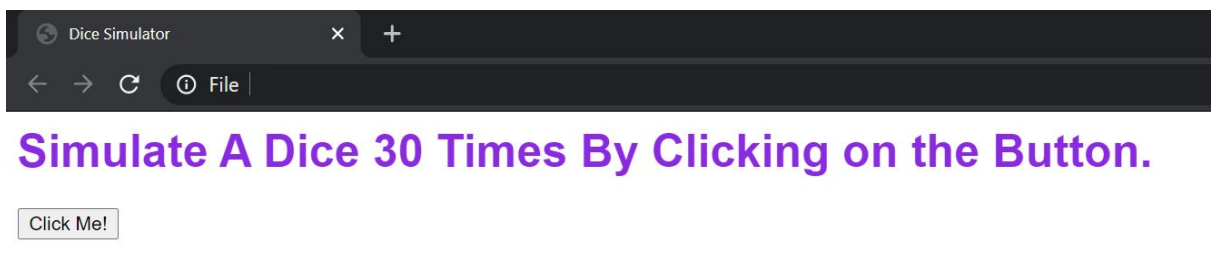 Dice Simulator
File
Simulate A Dice 30 Times By Clicking on the Button.
Click Me!